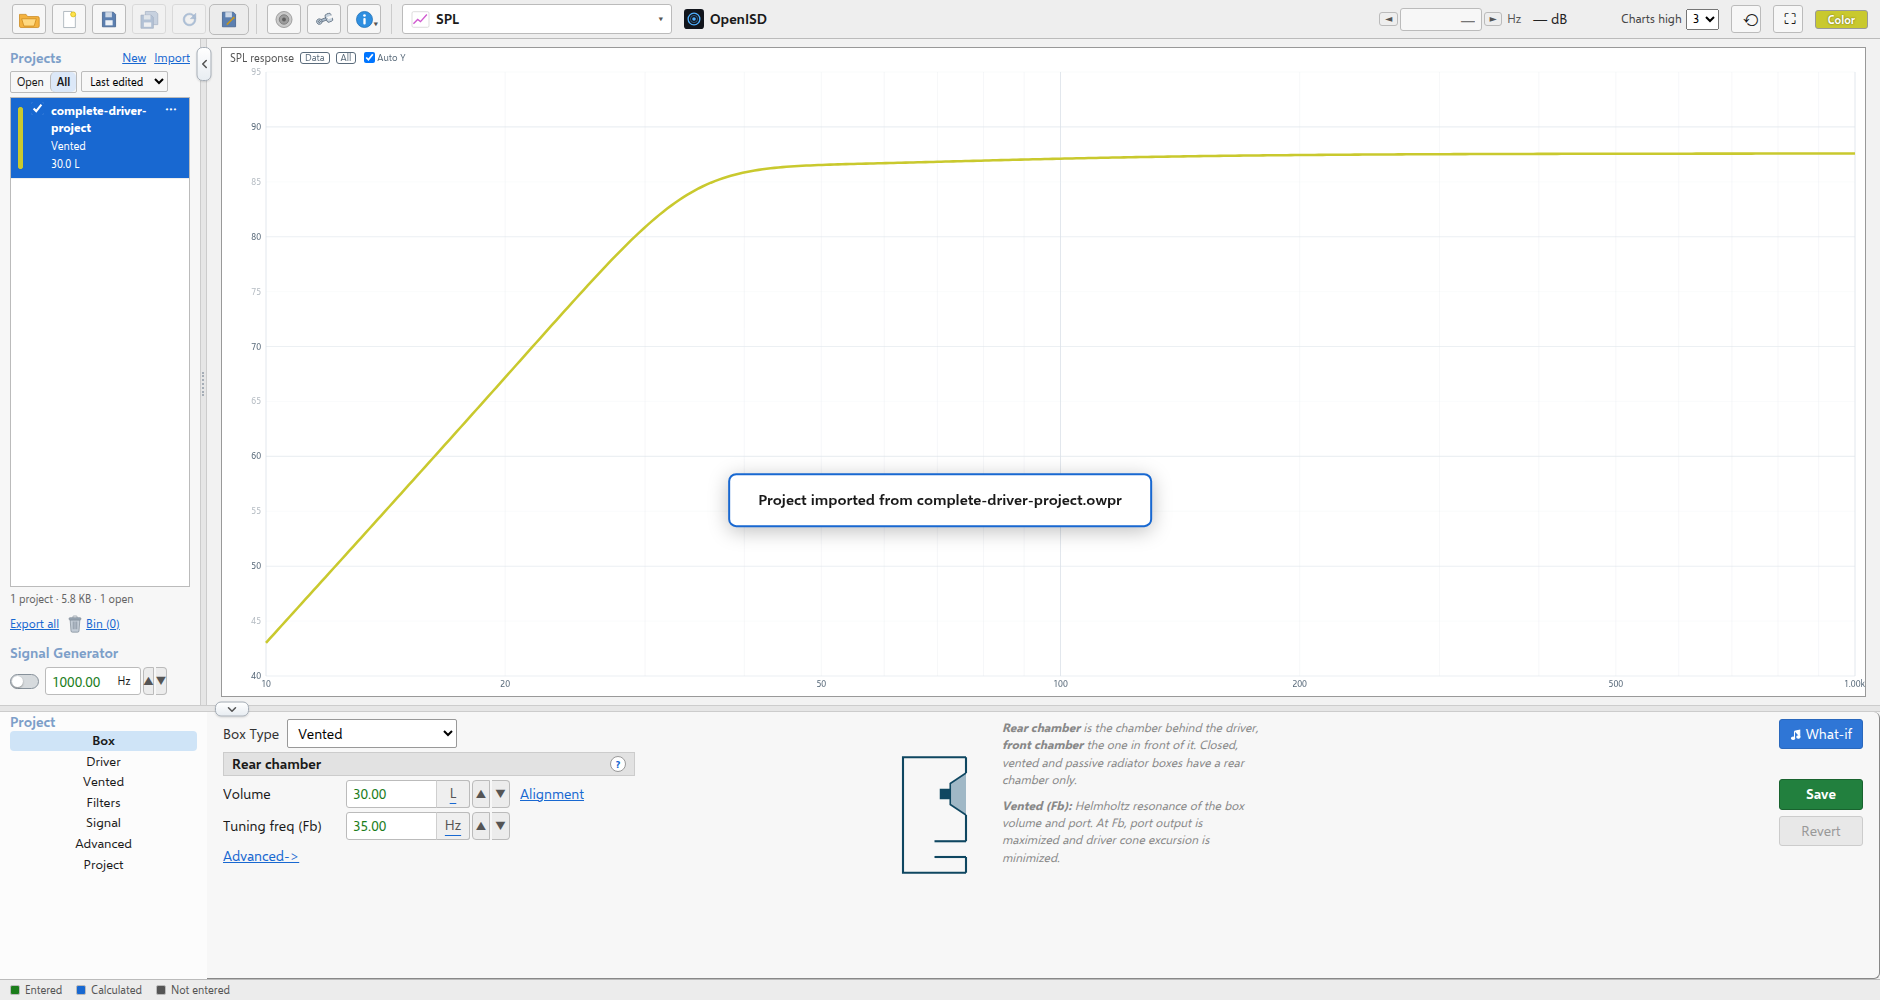 SPL
OpenISD
—
Hz
— dB
Charts high
3
Color
Projects
New
Import
Open
All
Last edited
complete-driver-
project
Vented
30.0 L
1 project · 5.8 KB · 1 open
Export all
Bin (0)
Signal Generator
1000.00
Hz
SPL response
Data
All
Auto Y
95
90
85
80
75
70
65
60
55
50
45
40
10
20
50
100
200
500
1.00k
Project imported from complete-driver-project.owpr
Project
Box
Driver
Vented
Filters
Signal
Advanced
Project
Box Type
Vented
Rear chamber
?
Volume
30.00
L
Alignment
Tuning freq (Fb)
35.00
Hz
Advanced->
Rear chamber is the chamber behind the driver,
front chamber the one in front of it. Closed,
vented and passive radiator boxes have a rear
chamber only.
Vented (Fb): Helmholtz resonance of the box
volume and port. At Fb, port output is
maximized and driver cone excursion is
minimized.
What-if
Save
Revert
Entered
Calculated
Not entered